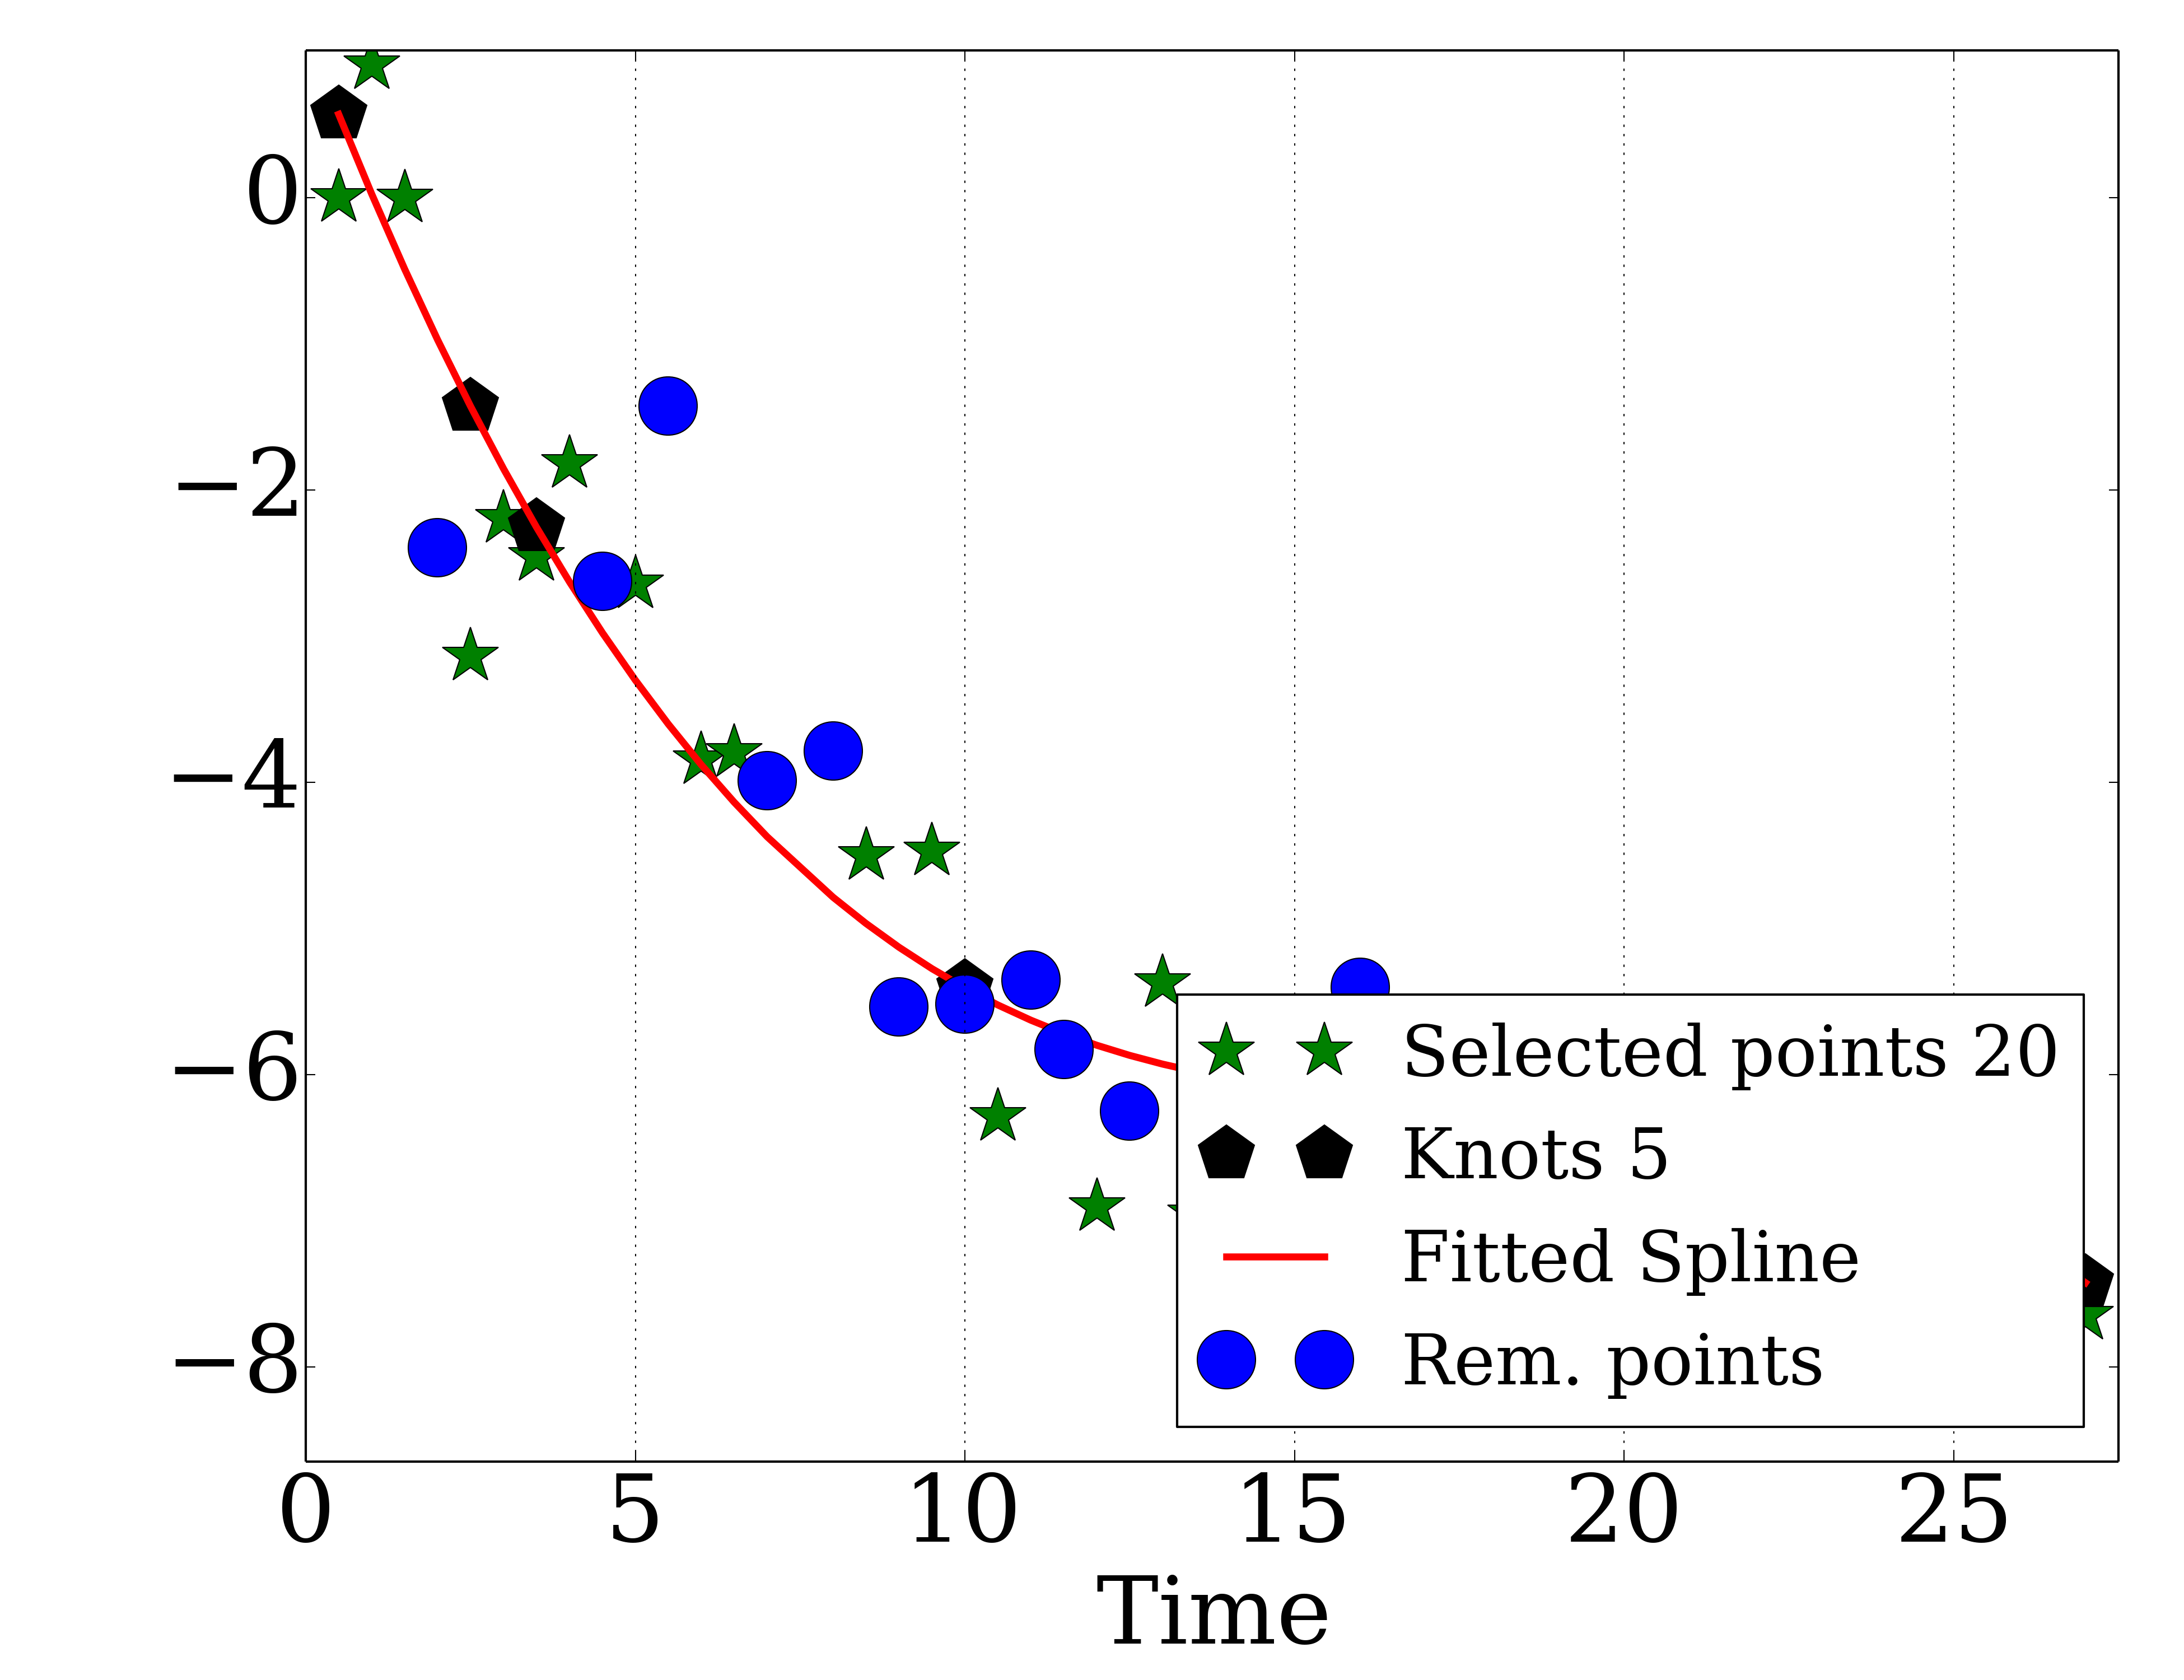 0
−2
−4
−6
−8
Selected points 20
Knots 5
Fitted Spline
Rem. points
0 5 10 15 20 25
Time